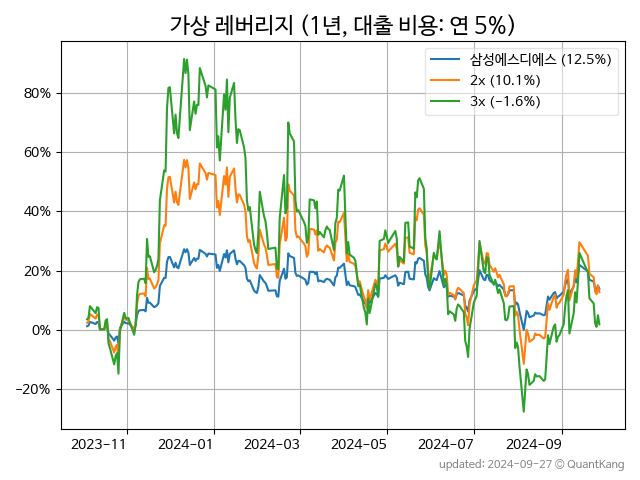 가상 레버리지 (1년, 대출 비용: 연 5%)
삼성에스디에스 (12.5%)
2x (10.1%)
3x (−1.6%)
80%
60%
40%
20%
0%
−20%
2023-11 2024-01 2024-03 2024-05 2024-07 2024-09
updated: 2024-09-27 © QuantKang